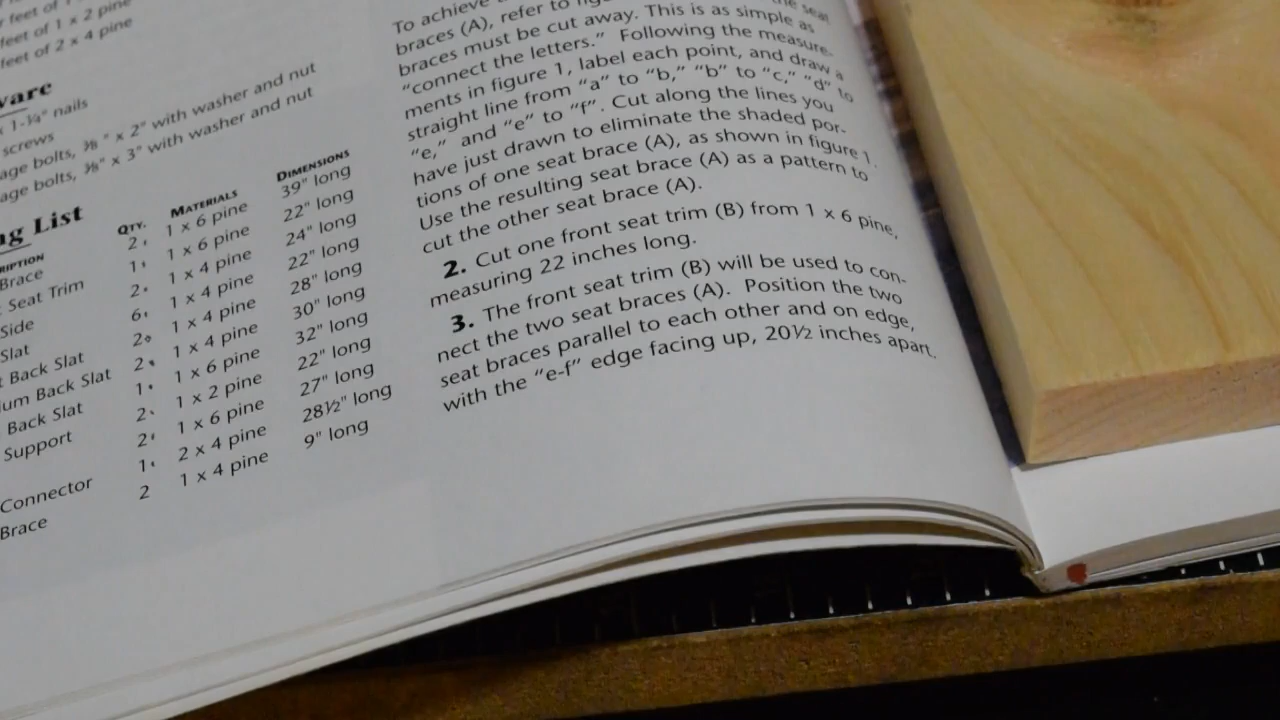 feet of 1 x 2 pine
feet of 2 x 4 pine
ware
x 1-¼" nails
screws
age bolts, ⅜" x 2" with washer and nut
age bolts, ⅜" x 3" with washer and nut
ng List
RIPTION QTY. MATERIALS DIMENSIONS
Brace 2 1 x 6 pine 39" long
Seat Trim 1 1 x 6 pine 22" long
Side 2 1 x 4 pine 24" long
Slat 6 1 x 4 pine 22" long
Back Slat 2 1 x 4 pine 28" long
ium Back Slat 2 1 x 4 pine 30" long
Back Slat 1 1 x 6 pine 32" long
Support 2 1 x 2 pine 22" long
2 1 x 6 pine 27" long
Connector 1 2 x 4 pine 28½" long
Brace 2 1 x 4 pine 9" long
To achieve the seat
braces (A), refer to
braces must be cut away. This is as simple as
"connect the letters." Following the measure-
ments in figure 1, label each point, and draw a
straight line from "a" to "b," "b" to "c," "d" to
"e," and "e" to "f". Cut along the lines you
have just drawn to eliminate the shaded por-
tions of one seat brace (A), as shown in figure 1.
Use the resulting seat brace (A) as a pattern to
cut the other seat brace (A).
2. Cut one front seat trim (B) from 1 x 6 pine,
measuring 22 inches long.
3. The front seat trim (B) will be used to con-
nect the two seat braces (A). Position the two
seat braces parallel to each other and on edge,
with the "e-f" edge facing up, 20½ inches apart.